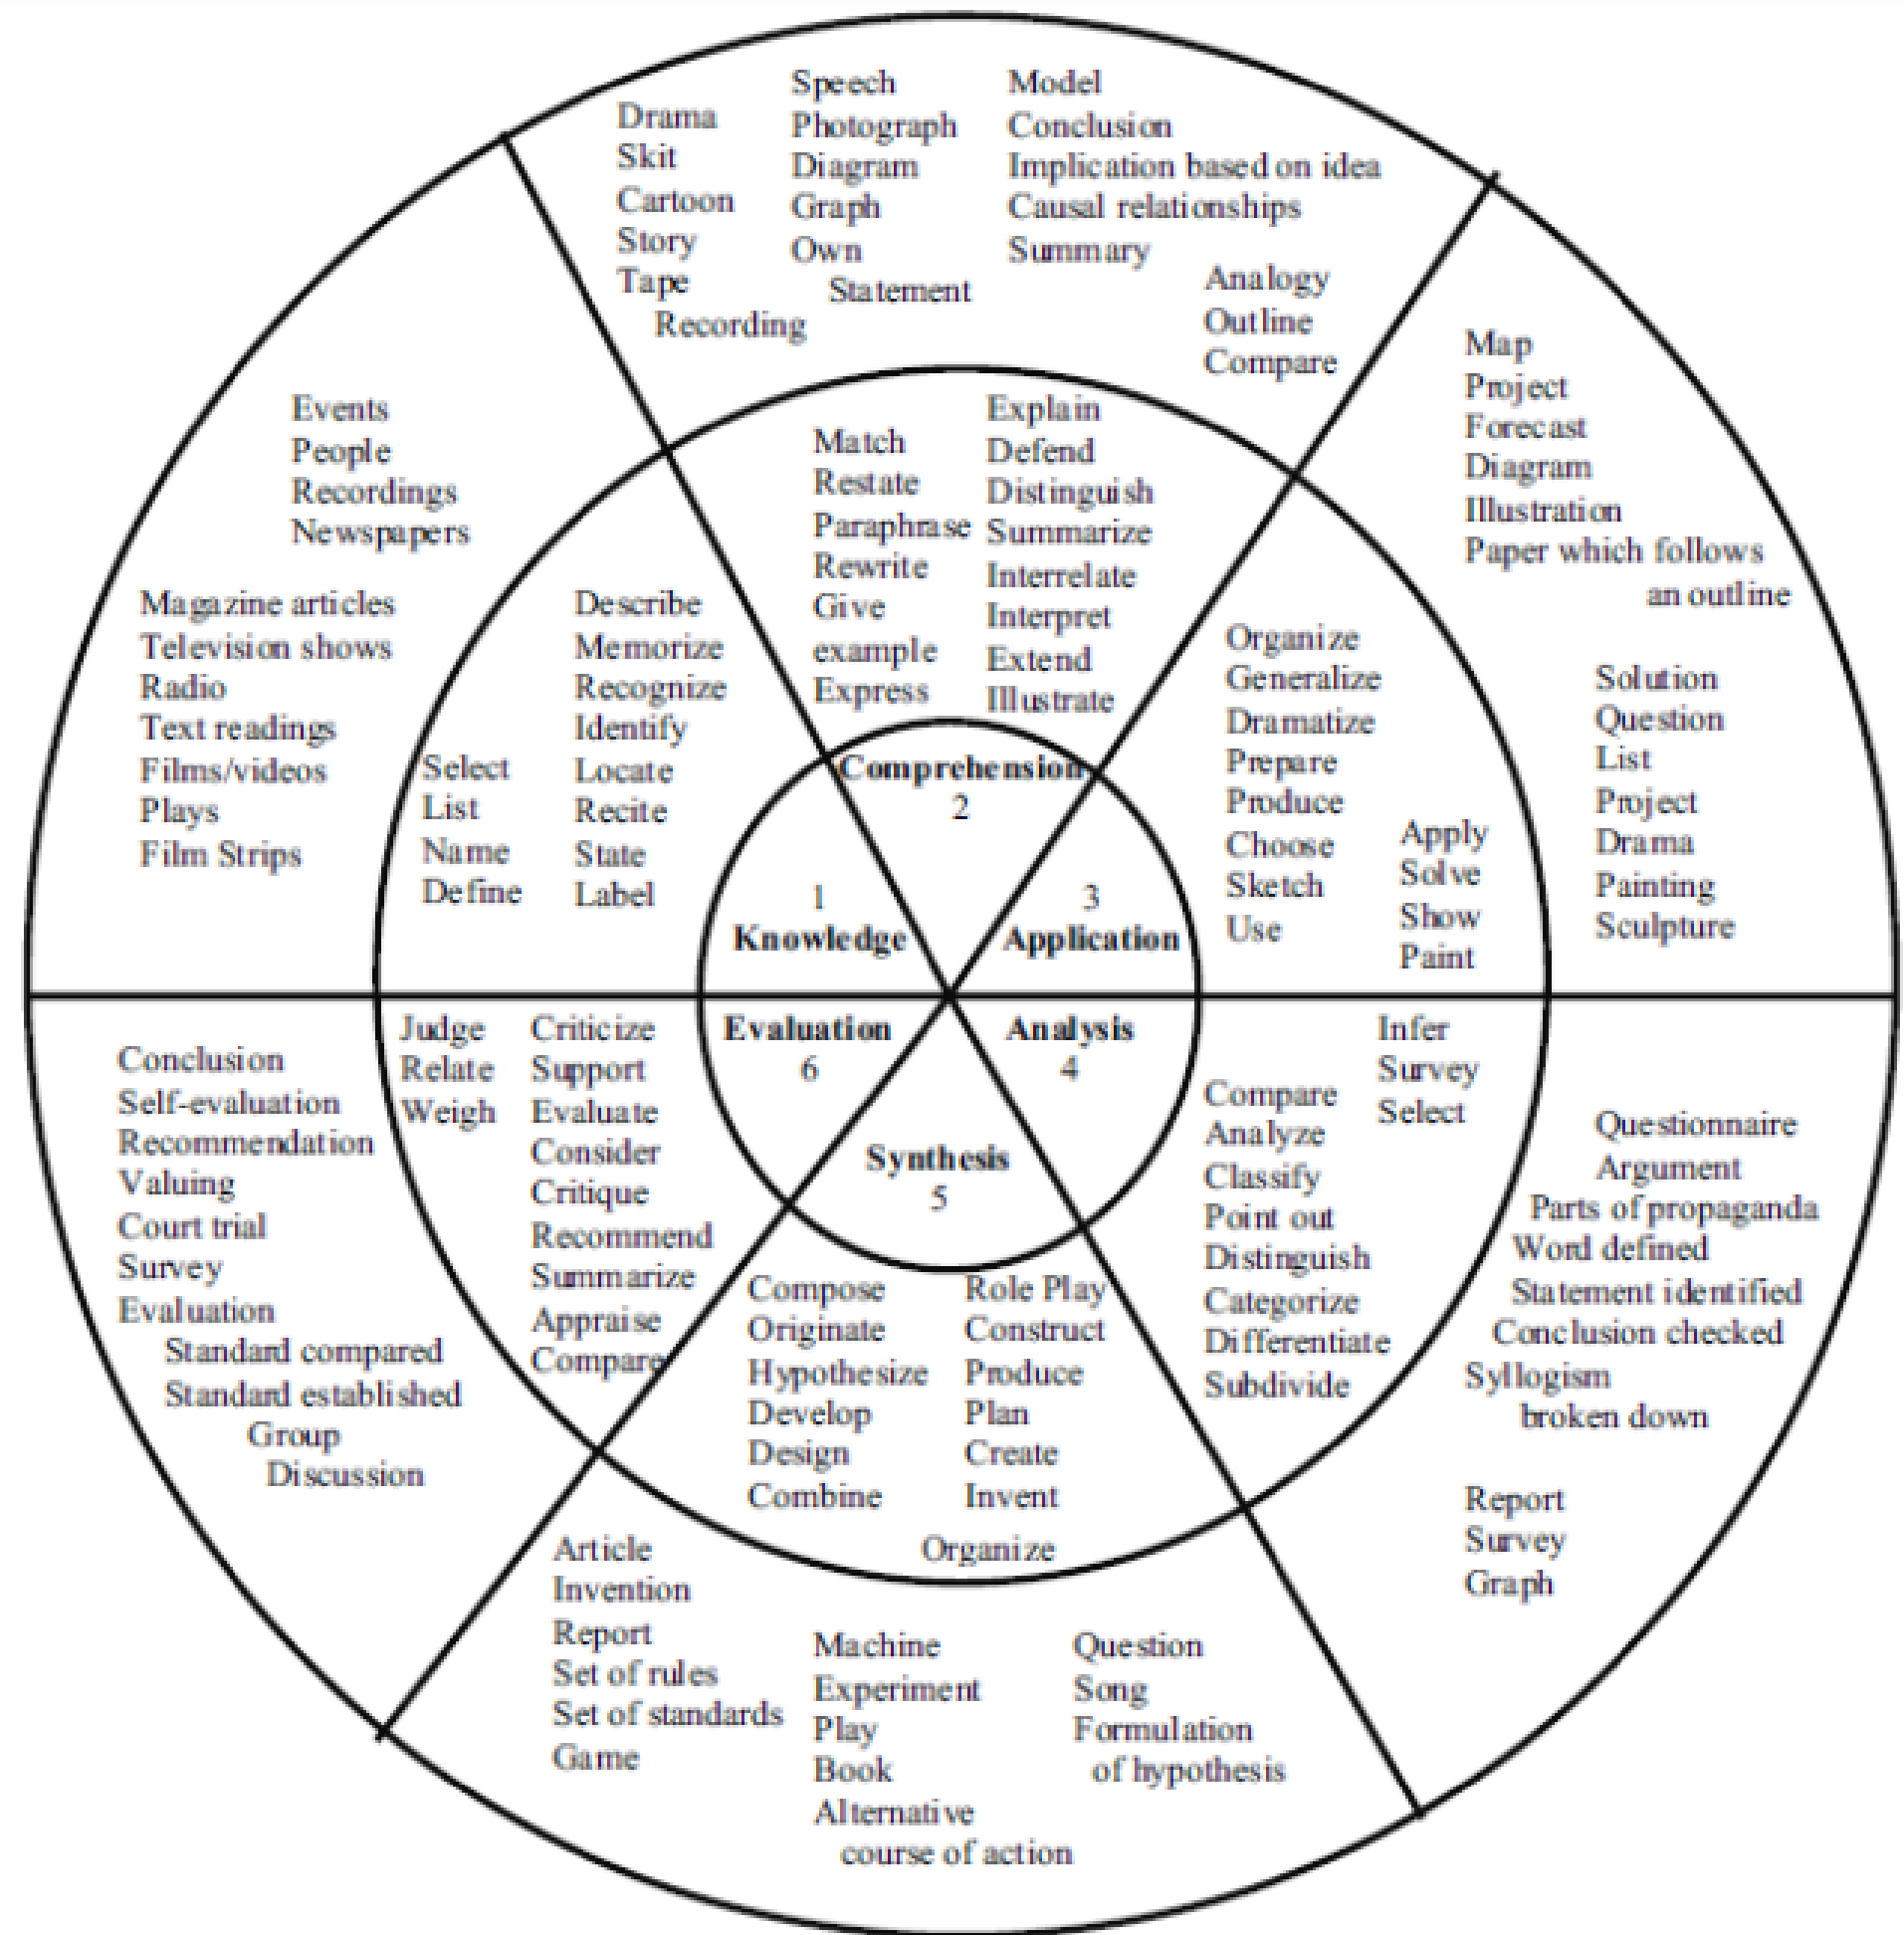 Speech
Photograph
Diagram
Graph
Own
Statement
Model
Conclusion
Implication based on idea
Causal relationships
Summary
Drama
Skit
Cartoon
Story
Tape
Recording
Analogy
Outline
Compare
Events
People
Recordings
Newspapers
Magazine articles
Television shows
Radio
Text readings
Films/videos
Plays
Film Strips
Match
Restate
Paraphrase
Rewrite
Give
example
Express
Explain
Defend
Distinguish
Summarize
Interrelate
Interpret
Extend
Illustrate
Map
Project
Forecast
Diagram
Illustration
Paper which follows
an outline
Solution
Question
List
Project
Drama
Painting
Sculpture
Describe
Memorize
Recognize
Identify
Locate
Recite
State
Label
Select
List
Name
Define
Organize
Generalize
Dramatize
Prepare
Produce
Choose
Sketch
Use
Apply
Solve
Show
Paint
Comprehension
2
1
Knowledge
3
Application
Evaluation
6
Analysis
4
Synthesis
5
Judge
Relate
Weigh
Criticize
Support
Evaluate
Consider
Critique
Recommend
Summarize
Appraise
Compare
Conclusion
Self-evaluation
Recommendation
Valuing
Court trial
Survey
Evaluation
Standard compared
Standard established
Group
Discussion
Infer
Survey
Select
Compare
Analyze
Classify
Point out
Distinguish
Categorize
Differentiate
Subdivide
Questionnaire
Argument
Parts of propaganda
Word defined
Statement identified
Conclusion checked
Syllogism
broken down
Report
Survey
Graph
Compose
Originate
Hypothesize
Develop
Design
Combine
Role Play
Construct
Produce
Plan
Create
Invent
Organize
Article
Invention
Report
Set of rules
Set of standards
Game
Machine
Experiment
Play
Book
Alternative
course of action
Question
Song
Formulation
of hypothesis